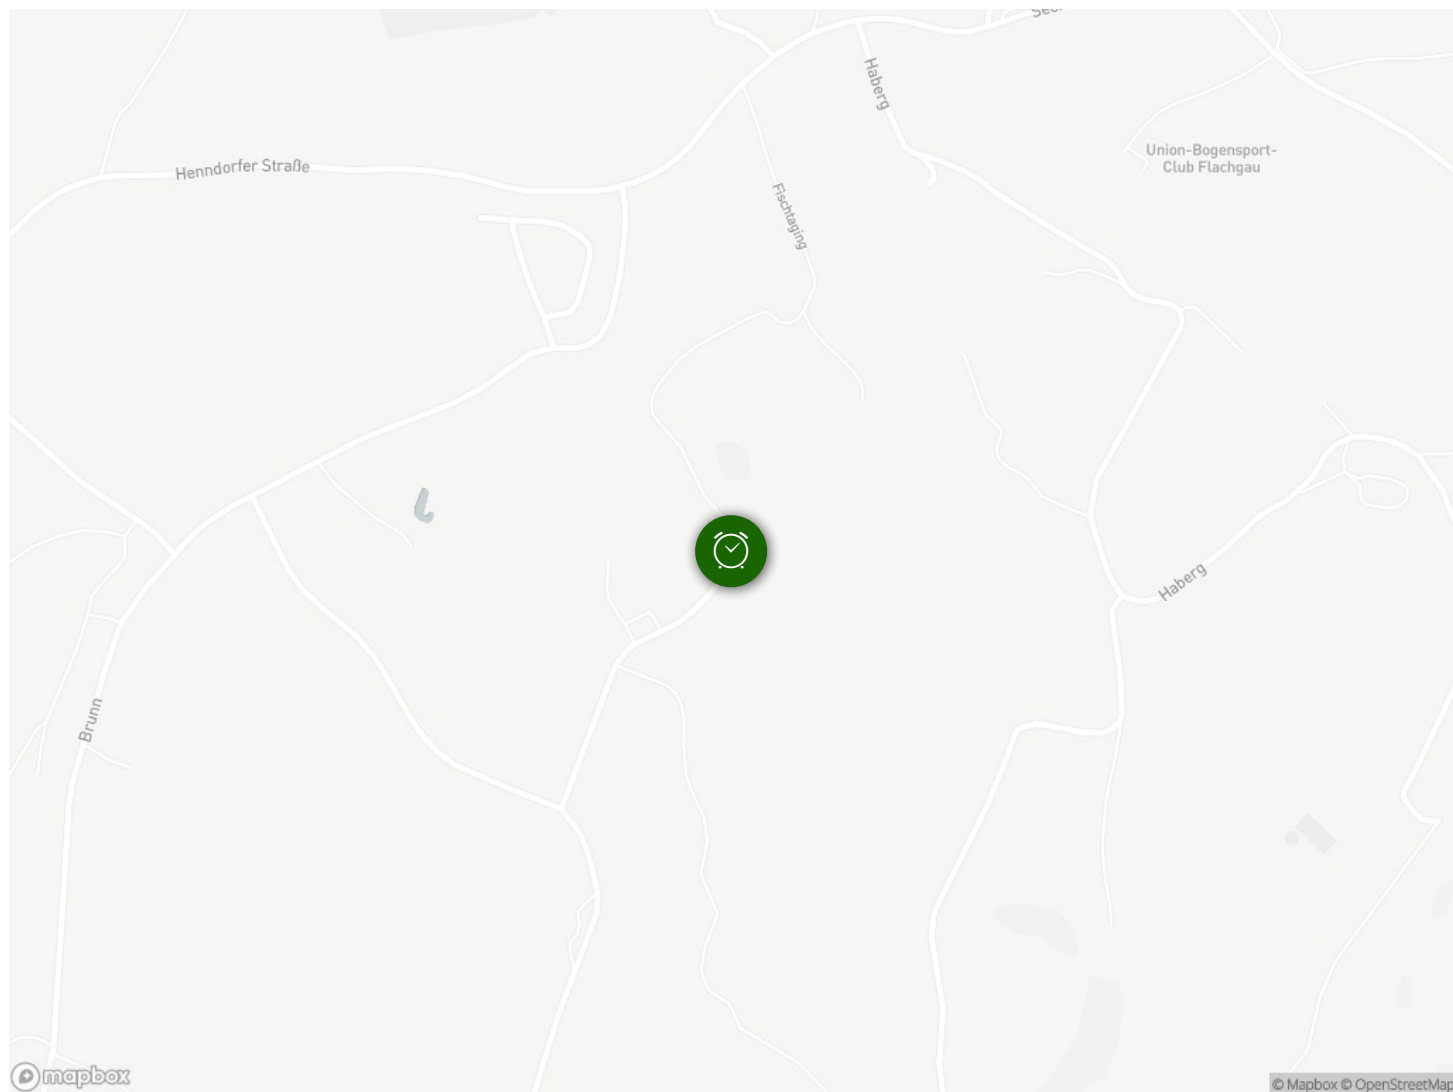 Haberg
Henndorfer Straße
Union-Bogensport-
Club Flachgau
Fischtaging
Haberg
Brunn
mapbox
© Mapbox © OpenStreetMap